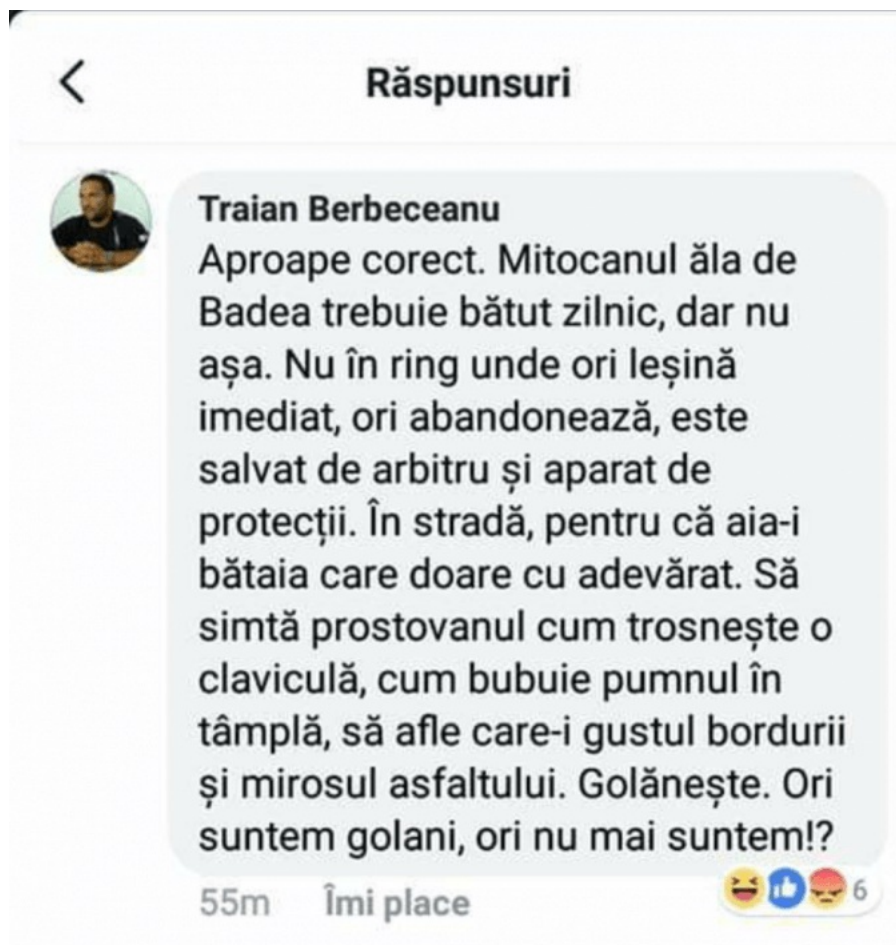 Răspunsuri
Traian Berbeceanu
Aproape corect. Mitocanul ăla de
Badea trebuie bătut zilnic, dar nu
așa. Nu în ring unde ori leșină
imediat, ori abandonează, este
salvat de arbitru și aparat de
protecții. În stradă, pentru că aia-i
bătaia care doare cu adevărat. Să
simtă prostovanul cum trosnește o
claviculă, cum bubuie pumnul în
tâmplă, să afle care-i gustul bordurii
și mirosul asfaltului. Golănește. Ori
suntem golani, ori nu mai suntem!?
55m Îmi place 6